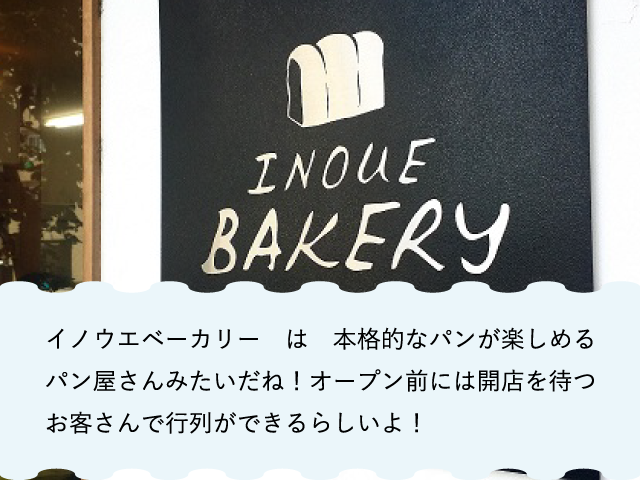 INOUE
BAKERY
イノウエベーカリー　は　本格的なパンが楽しめる
パン屋さんみたいだね！オープン前には開店を待つ
お客さんで行列ができるらしいよ！